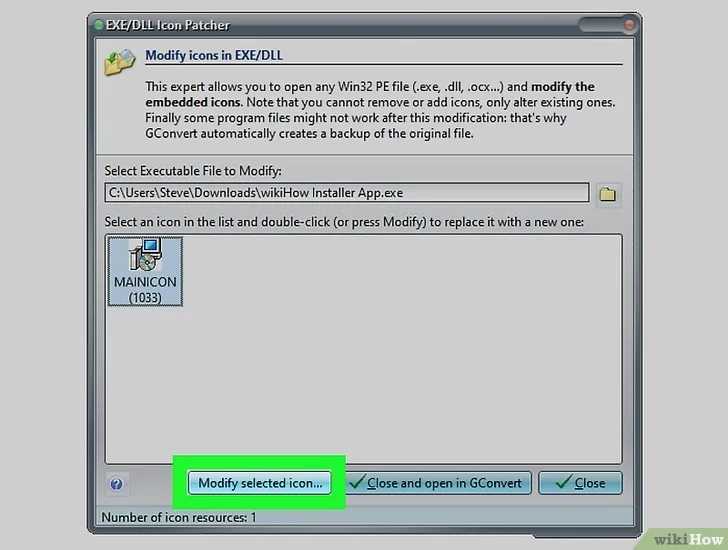 EXE/DLL Icon Patcher
Modify icons in EXE/DLL
This expert allows you to open any Win32 PE file (.exe, .dll, .ocx...) and modify the
embedded icons. Note that you cannot remove or add icons, only alter existing ones.
Finally some program files might not work after this modification: that's why
GConvert automatically creates a backup of the original file.
Select Executable File to Modify:
C:\Users\Steve\Downloads\wikiHow Installer App.exe
Select an icon in the list and double-click (or press Modify) to replace it with a new one:
MAINICON
(1033)
? Modify selected icon... Close and open in GConvert Close
Number of icon resources: 1
wikiHow